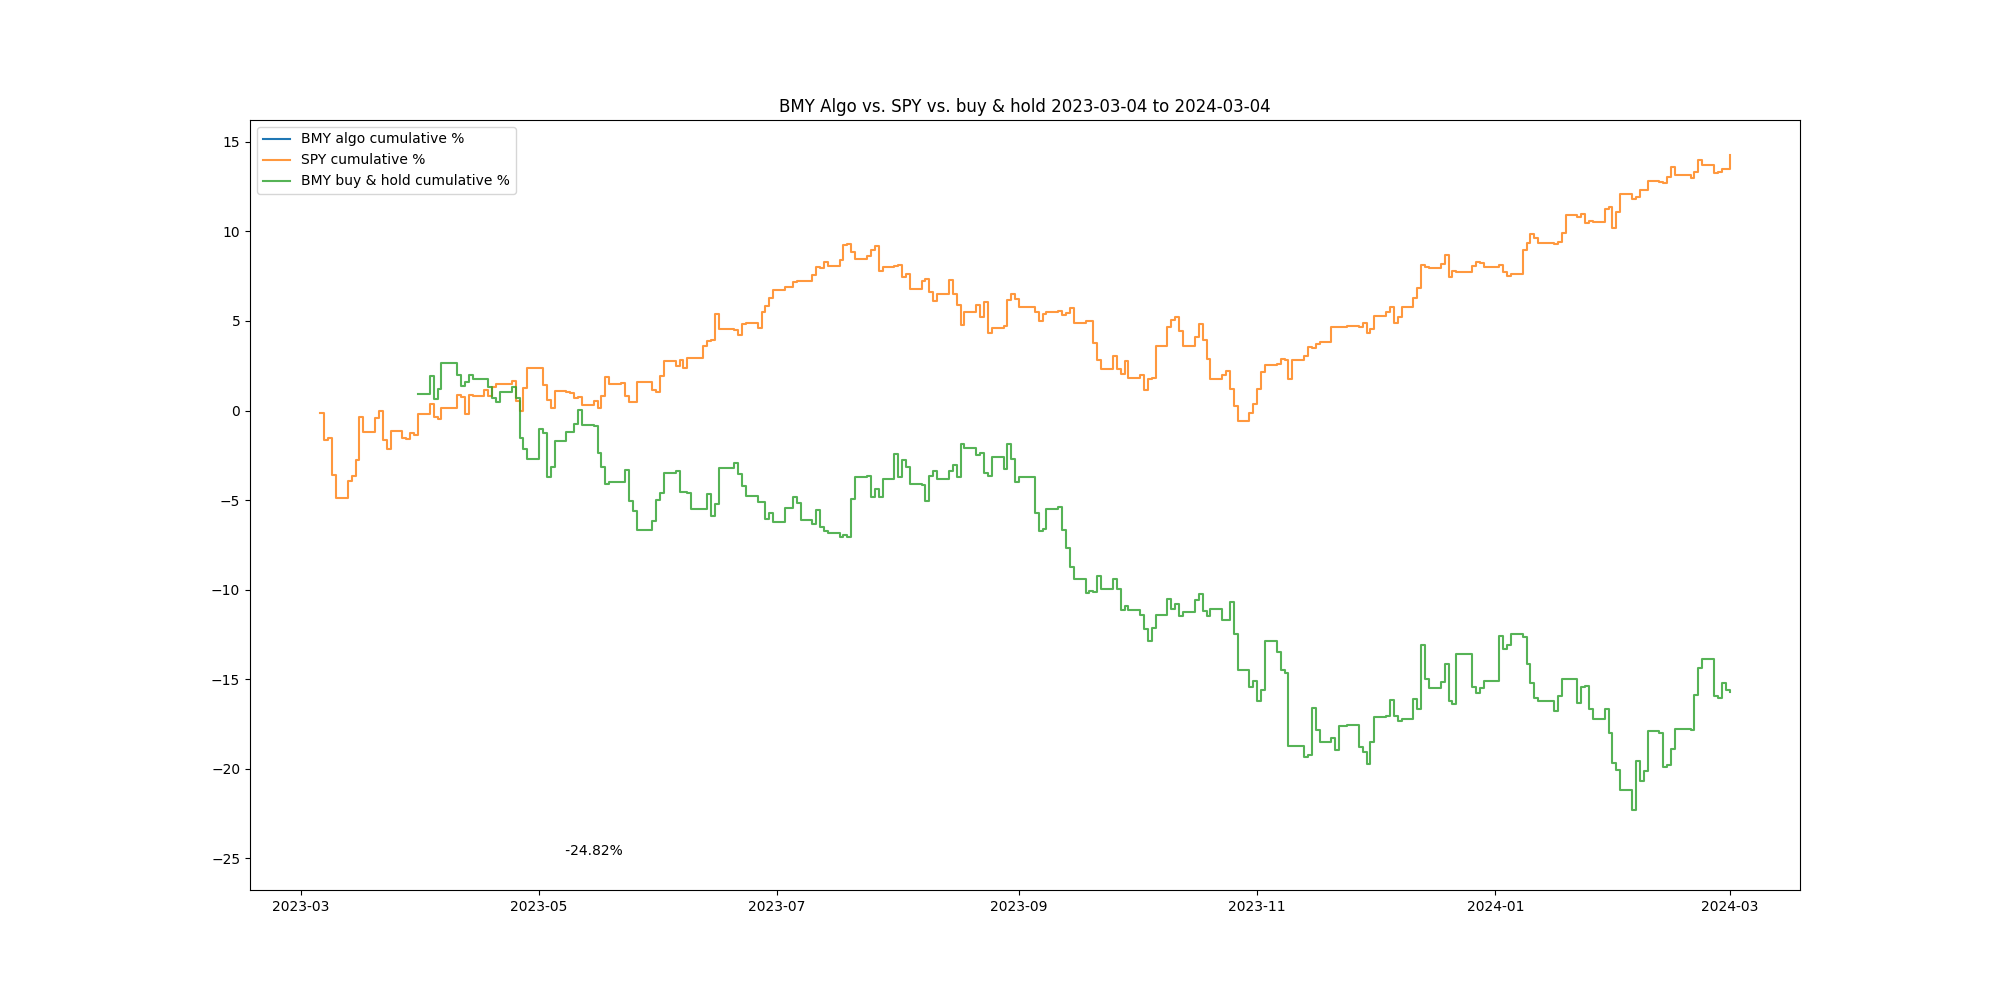 BMY Algo vs. SPY vs. buy & hold 2023-03-04 to 2024-03-04
BMY algo cumulative %
SPY cumulative %
BMY buy & hold cumulative %
15
10
5
0
−5
−10
−15
−20
−25
-24.82%
2023-03 2023-05 2023-07 2023-09 2023-11 2024-01 2024-03